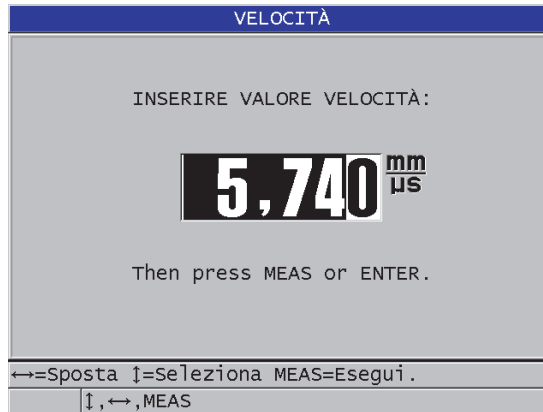 VELOCITÀ
INSERIRE VALORE VELOCITÀ:
5,740 mm/µs
Then press MEAS or ENTER.
↔=Sposta ↕=Seleziona MEAS=Esegui.
↕,↔,MEAS